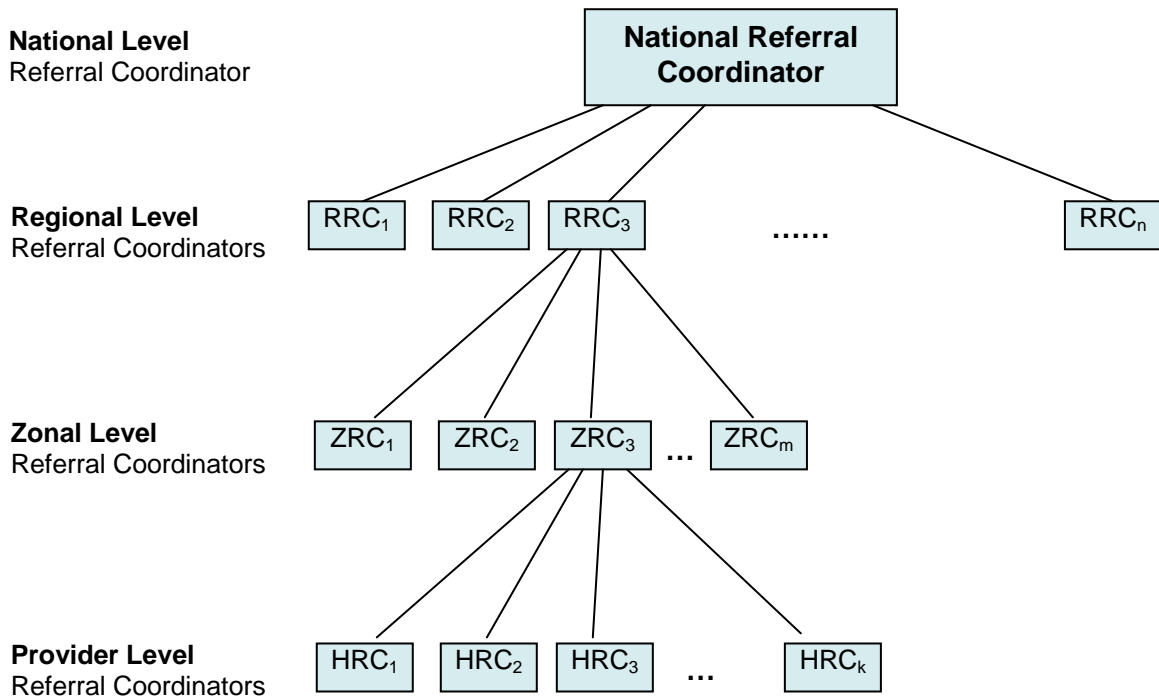 National Level
Referral Coordinator
National Referral
Coordinator
Regional Level
Referral Coordinators
RRC₁ RRC₂ RRC₃ ...... RRCₙ
Zonal Level
Referral Coordinators
ZRC₁ ZRC₂ ZRC₃ ... ZRCₘ
Provider Level
Referral Coordinators
HRC₁ HRC₂ HRC₃ ... HRCₖ